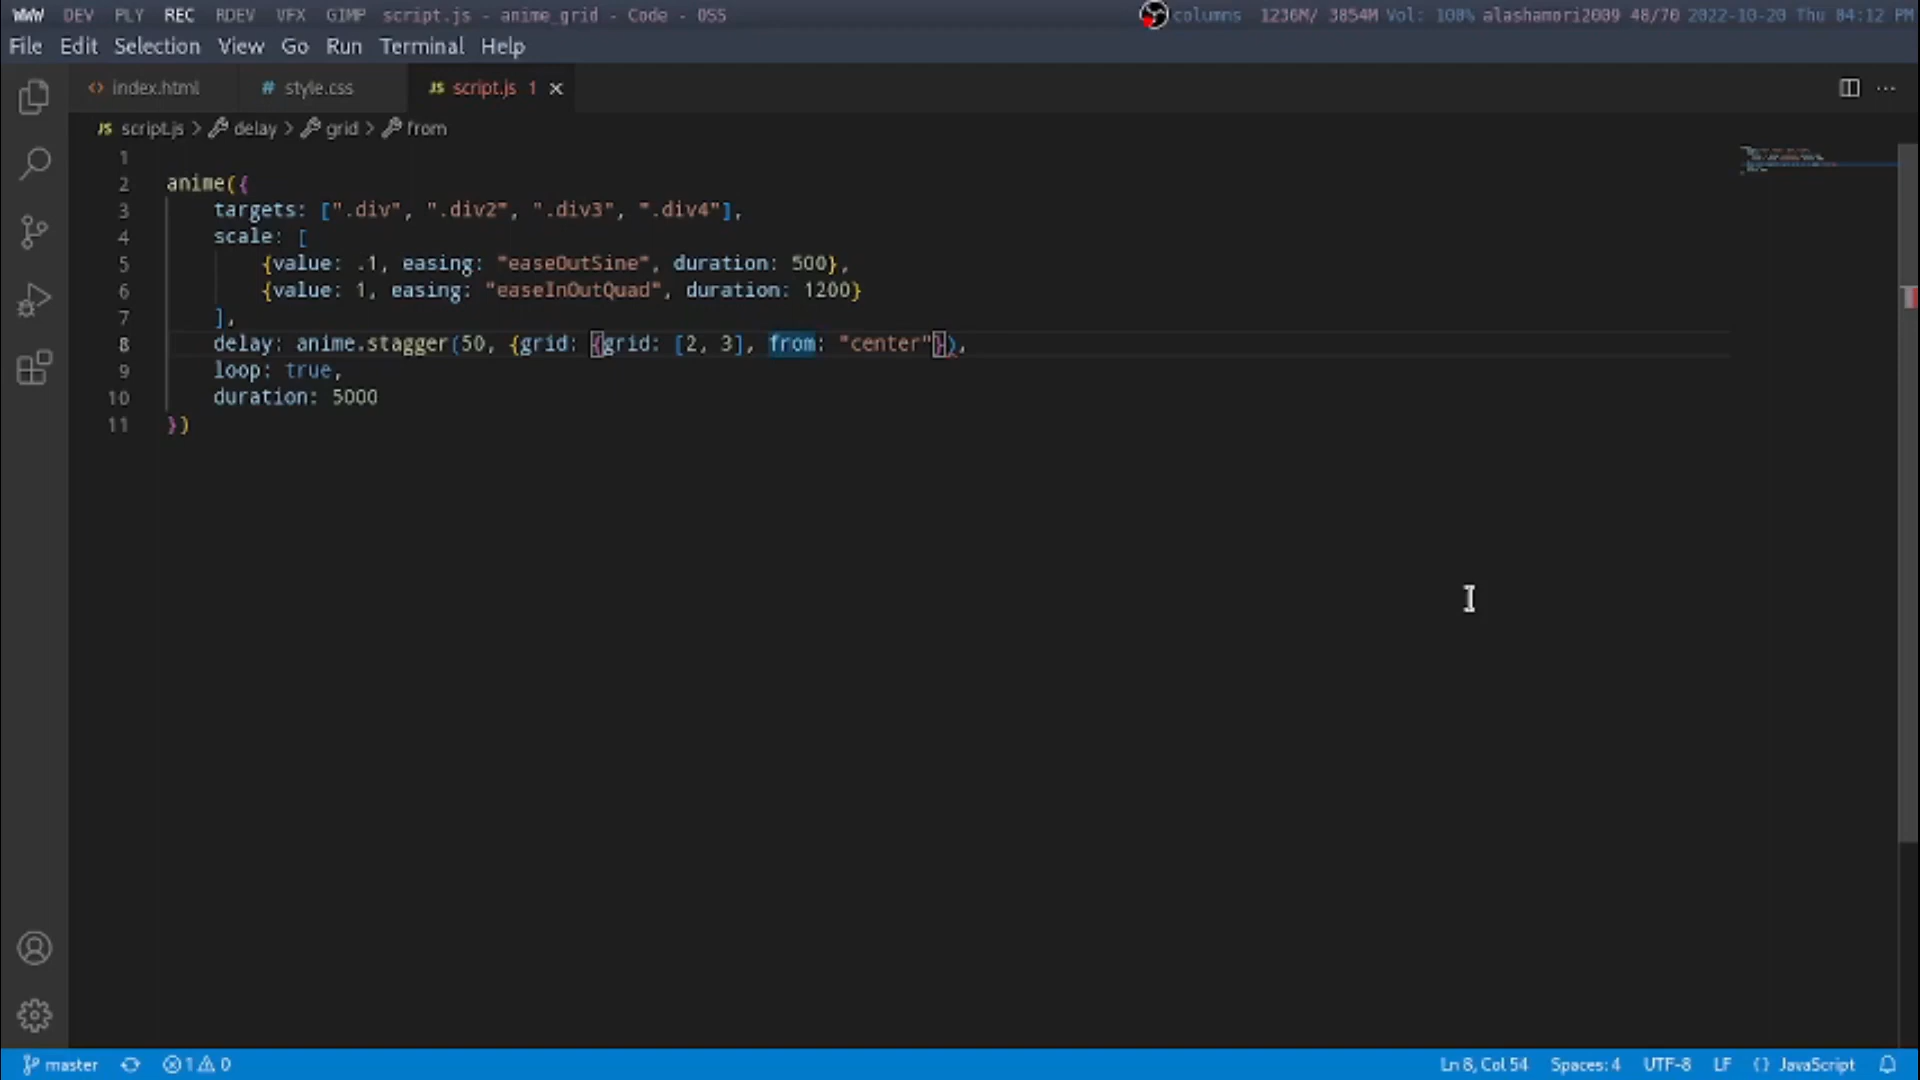 WWW DEV PLY REC RDEV VFX GIMP script.js - anime_grid - Code - OSS columns 1236M/ 3854M Vol: 100% alashamori2009 48/70 2022-10-20 Thu 04:12 PM
File Edit Selection View Go Run Terminal Help
<> index.html # style.css JS script.js 1 ×
JS script.js > delay > grid > from
1
2 anime({
3 targets: [".div", ".div2", ".div3", ".div4"],
4 scale: [
5 {value: .1, easing: "easeOutSine", duration: 500},
6 {value: 1, easing: "easeInOutQuad", duration: 1200}
7 ],
8 delay: anime.stagger(50, {grid: {grid: [2, 3], from: "center"}),
9 loop: true,
10 duration: 5000
11 })
master 1 0 Ln 8, Col 54 Spaces: 4 UTF-8 LF {} JavaScript